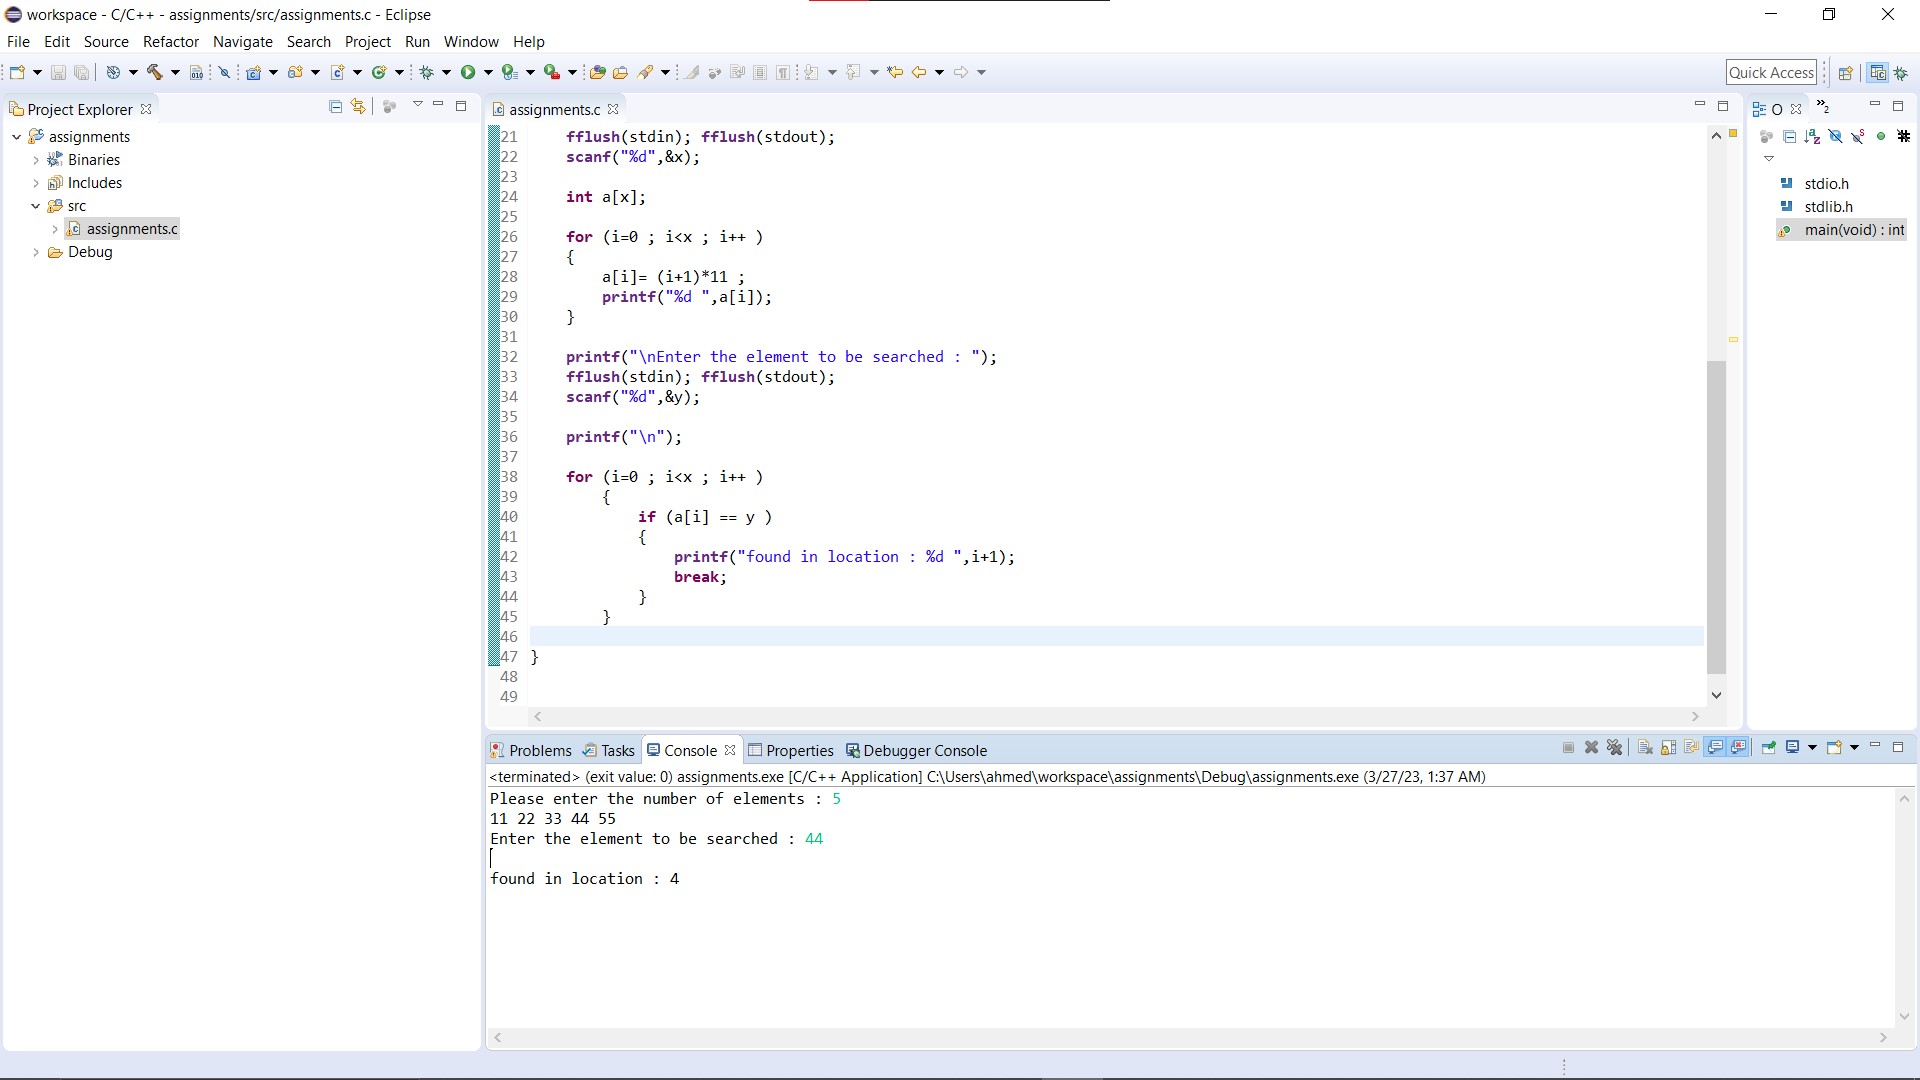 workspace - C/C++ - assignments/src/assignments.c - Eclipse
File Edit Source Refactor Navigate Search Project Run Window Help
Quick Access
Project Explorer
assignments
Binaries
Includes
src
assignments.c
Debug
assignments.c
21 fflush(stdin); fflush(stdout);
22 scanf("%d",&x);
23
24 int a[x];
25
26 for (i=0 ; i<x ; i++ )
27 {
28 a[i]= (i+1)*11 ;
29 printf("%d ",a[i]);
30 }
31
32 printf("\nEnter the element to be searched : ");
33 fflush(stdin); fflush(stdout);
34 scanf("%d",&y);
35
36 printf("\n");
37
38 for (i=0 ; i<x ; i++ )
39 {
40 if (a[i] == y )
41 {
42 printf("found in location : %d ",i+1);
43 break;
44 }
45 }
46
47 }
48
49
O »2
stdio.h
stdlib.h
main(void) : int
Problems Tasks Console Properties Debugger Console
<terminated> (exit value: 0) assignments.exe [C/C++ Application] C:\Users\ahmed\workspace\assignments\Debug\assignments.exe (3/27/23, 1:37 AM)
Please enter the number of elements : 5
11 22 33 44 55
Enter the element to be searched : 44
found in location : 4